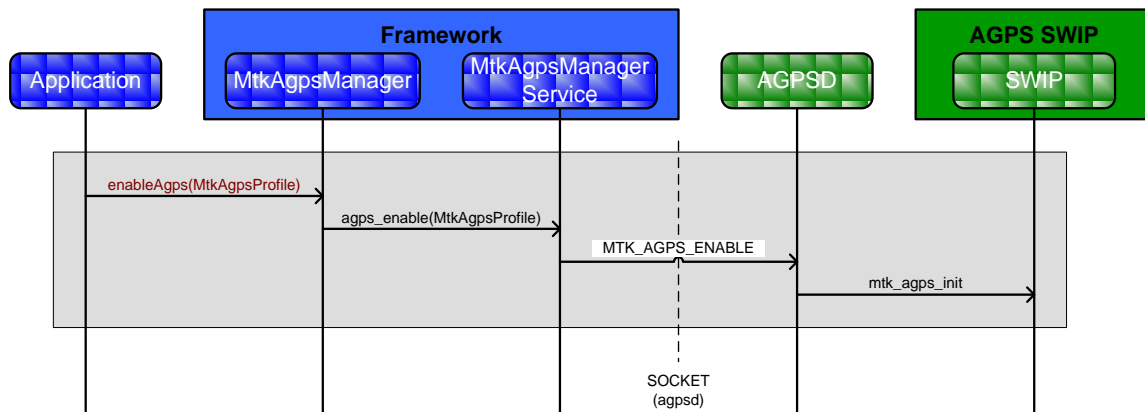 Framework
AGPS SWIP
Application
MtkAgpsManager
MtkAgpsManager
Service
AGPSD
SWIP
enableAgps(MtkAgpsProfile)
agps_enable(MtkAgpsProfile)
MTK_AGPS_ENABLE
mtk_agps_init
SOCKET
(agpsd)